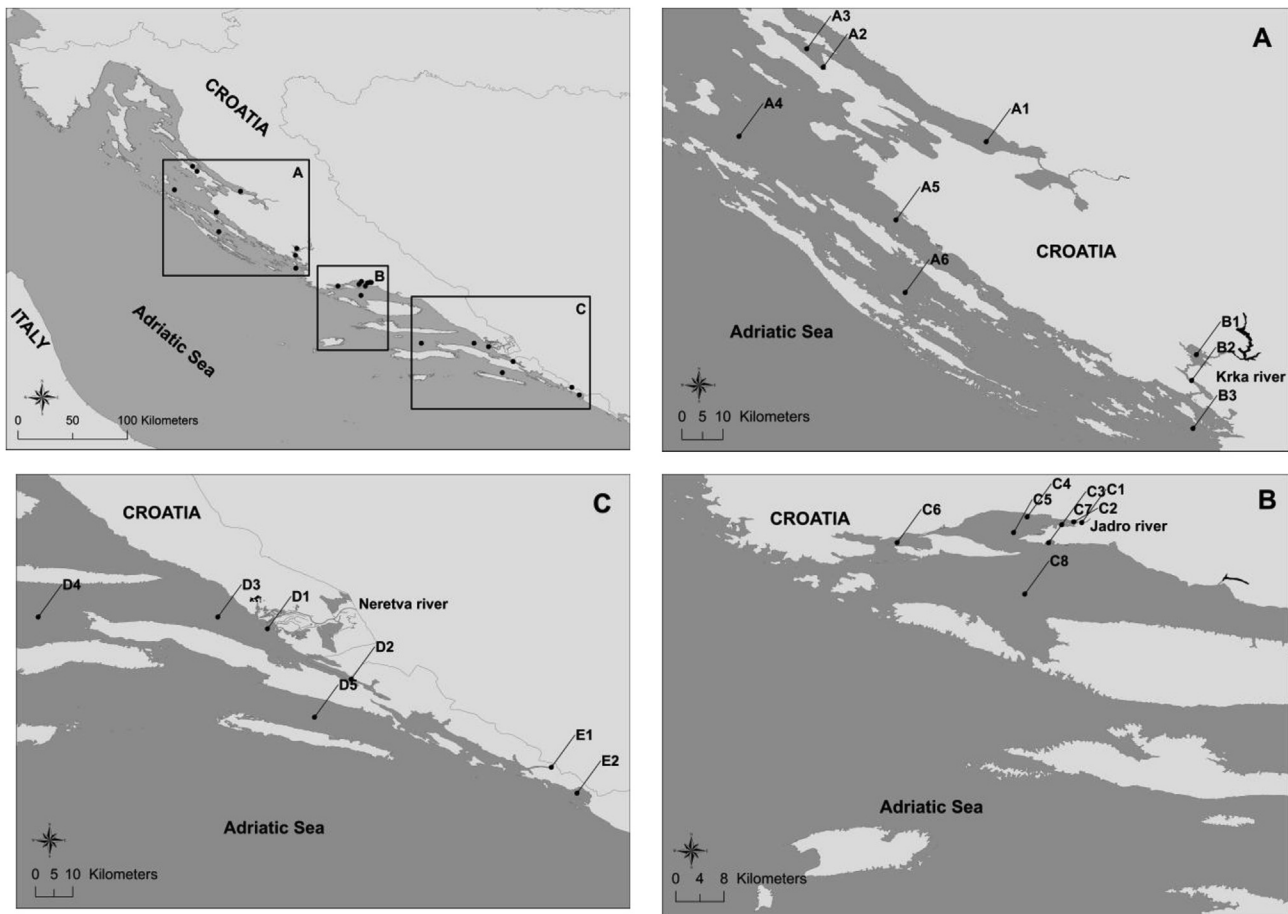 CROATIA
A
B
C
ITALY
Adriatic Sea
0 50 100 Kilometers
A
A3
A2
A4
A1
A5
CROATIA
A6
Adriatic Sea
B1
B2
Krka river
B3
0 5 10 Kilometers
C
CROATIA
D4
D3
D1
Neretva river
D2
D5
E1
E2
Adriatic Sea
0 5 10 Kilometers
B
C4
C1
C5
C3
CROATIA
C6
C7
C2
Jadro river
C8
Adriatic Sea
0 4 8 Kilometers